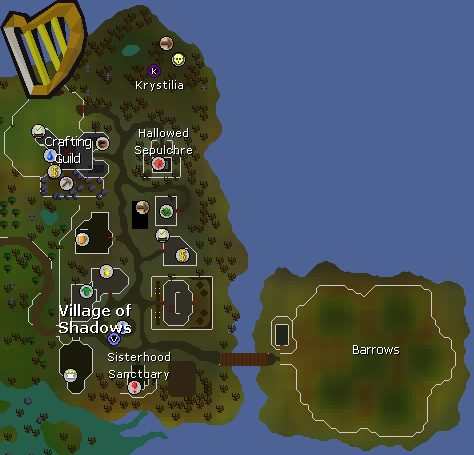 K
Krystilia
Crafting
Guild
Hallowed
Sepulchre
Village of
Shadows
Sisterhood
Sanctuary
Barrows